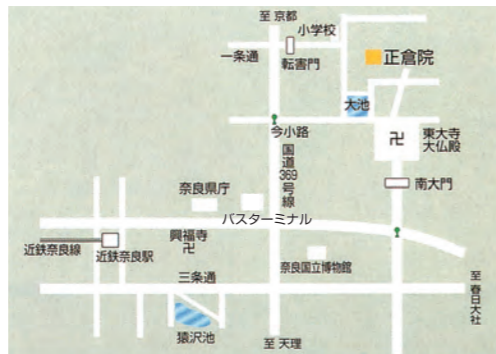 至 京都
小学校
一条通
転害門
正倉院
大池
今小路
卍
東大寺
大仏殿
国道369号線
南大門
奈良県庁
バスターミナル
興福寺
卍
近鉄奈良線
近鉄奈良駅
奈良国立博物館
三条通
至 春日大社
猿沢池
至 天理